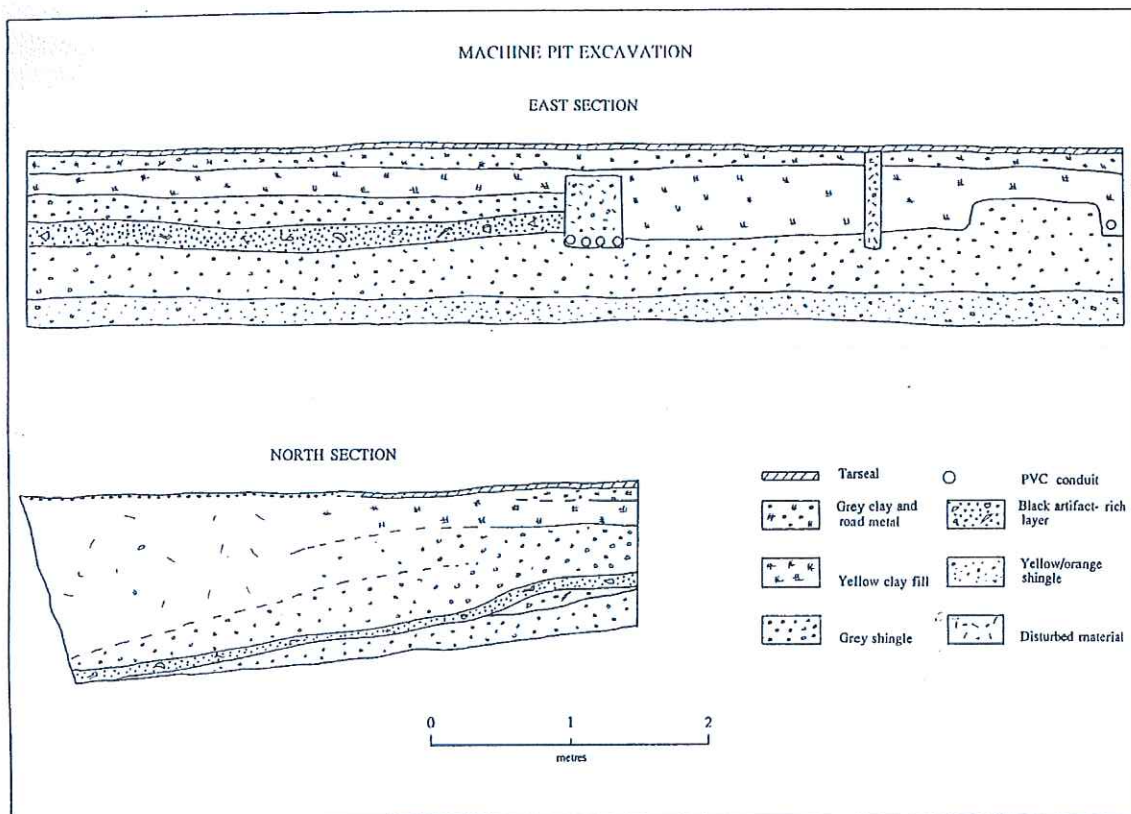 MACHINE PIT EXCAVATION
EAST SECTION
NORTH SECTION
Tarseal
PVC conduit
Grey clay and
road metal
Black artifact- rich
layer
Yellow clay fill
Yellow/orange
shingle
Grey shingle
Disturbed material
0 1 2
metres